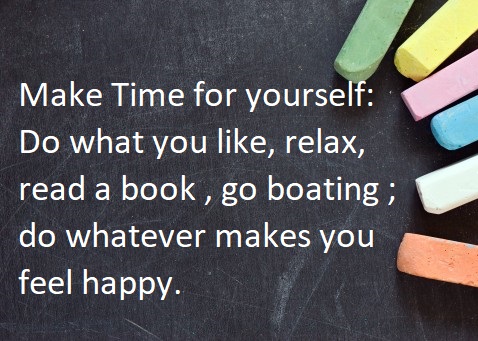 Make Time for yourself:
Do what you like, relax,
read a book , go boating ;
do whatever makes you
feel happy.